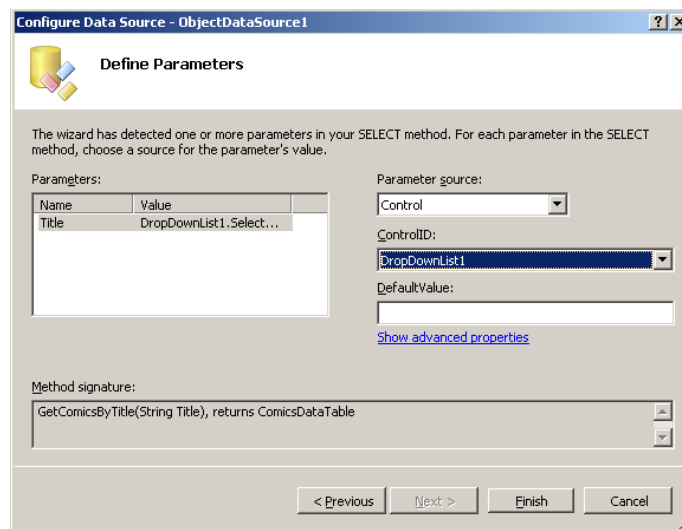 Configure Data Source - ObjectDataSource1
Define Parameters
The wizard has detected one or more parameters in your SELECT method. For each parameter in the SELECT
method, choose a source for the parameter's value.
Parameters:
Name Value
Title DropDownList1.Select...
Parameter source:
Control
ControlID:
DropDownList1
DefaultValue:
Show advanced properties
Method signature:
GetComicsByTitle(String Title), returns ComicsDataTable
< Previous Next > Finish Cancel